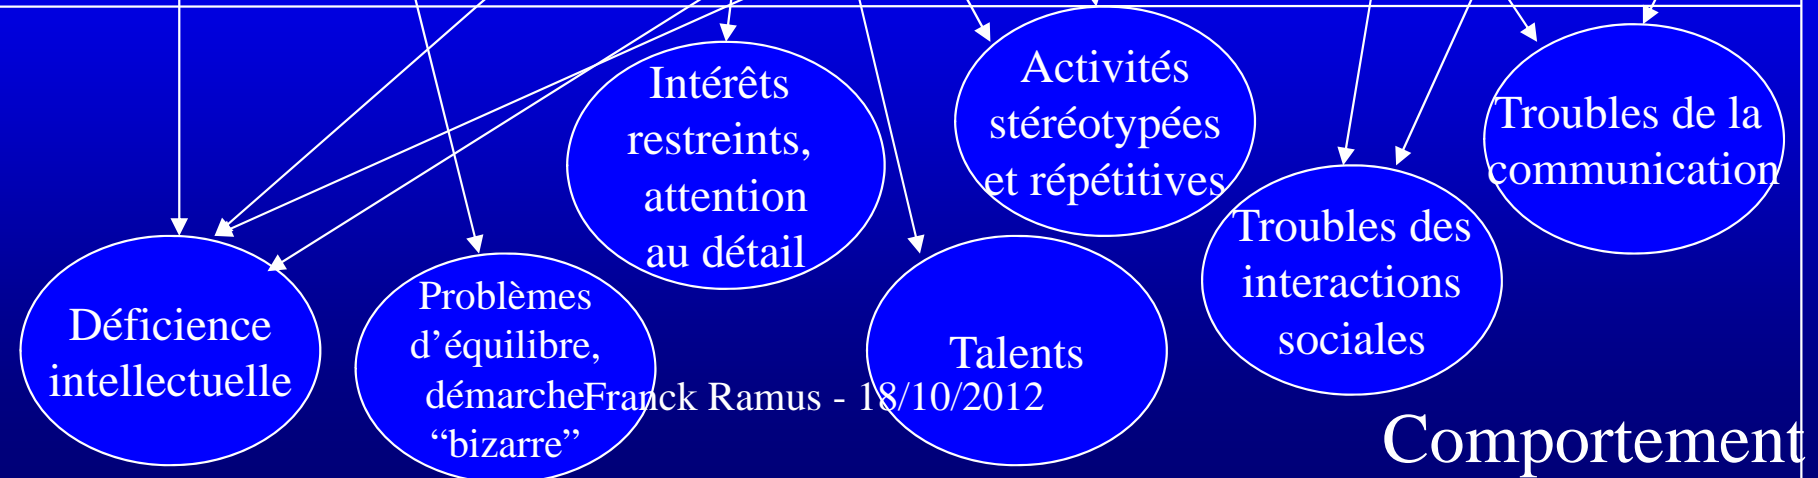 Intérêts
restreints,
attention
au détail
Activités
stéréotypées
et répétitives
Troubles de la
communication
Troubles des
interactions
sociales
Déficience
intellectuelle
Problèmes
d’équilibre,
démarche
“bizarre”
Talents
Franck Ramus - 18/10/2012
Comportement